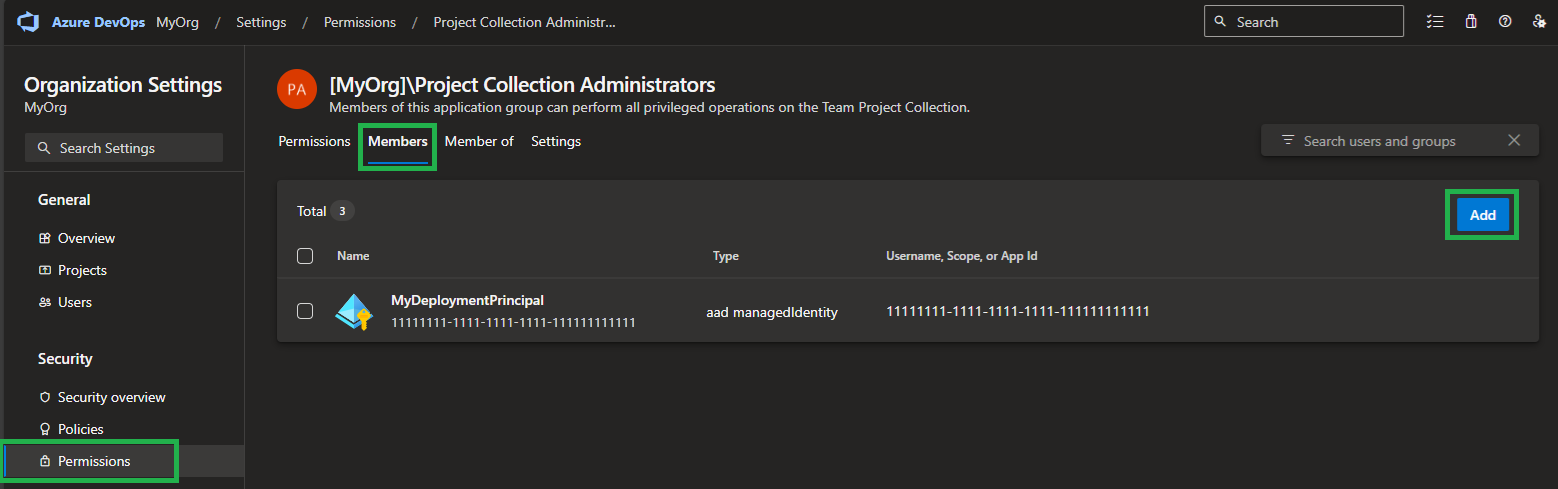 Azure DevOps MyOrg / Settings / Permissions / Project Collection Administr... Search
Organization Settings
MyOrg
Search Settings
General
Overview
Projects
Users
Security
Security overview
Policies
Permissions
PA
[MyOrg]\Project Collection Administrators
Members of this application group can perform all privileged operations on the Team Project Collection.
Permissions Members Member of Settings Search users and groups
Total 3 Add
Name Type Username, Scope, or App Id
MyDeploymentPrincipal
11111111-1111-1111-1111-111111111111 aad managedIdentity 11111111-1111-1111-1111-111111111111